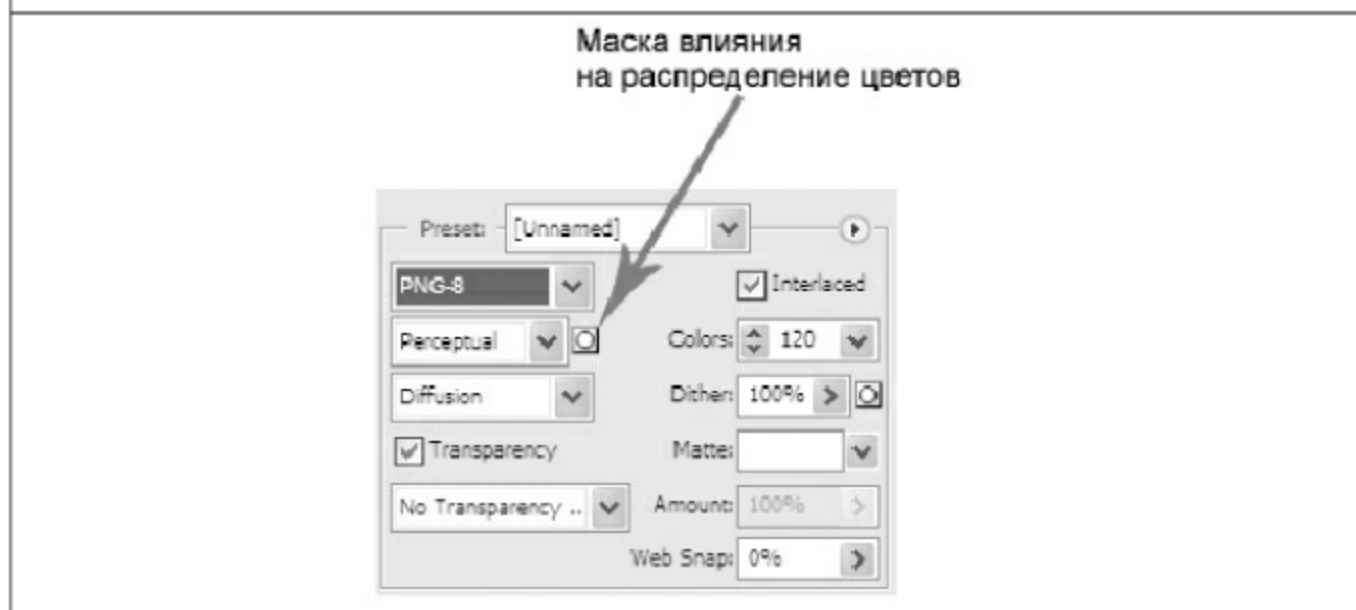 Маска влияния
на распределение цветов
Preset: [Unnamed]
PNG-8 Interlaced
Perceptual Colors: 120
Diffusion Dither: 100%
Transparency Matte:
No Transparency .. Amount: 100%
Web Snap: 0%